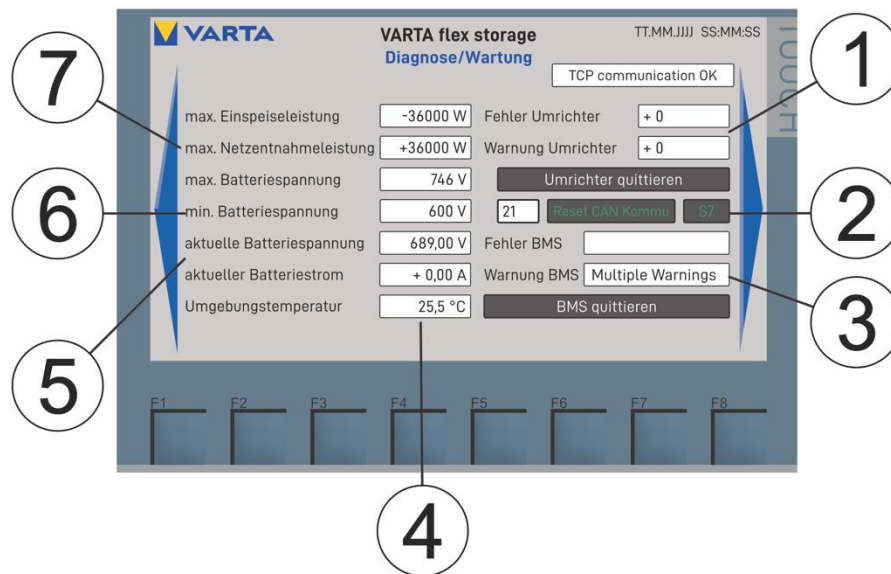 VARTA
VARTA flex storage
TT.MM.JJJJ SS:MM:SS
Diagnose/Wartung
TOUCH
TCP communication OK
max. Einspeiseleistung -36000 W Fehler Umrichter + 0
max. Netzentnahmeleistung +36000 W Warnung Umrichter + 0
max. Batteriespannung 746 V Umrichter quittieren
min. Batteriespannung 600 V 21 Reset CAN Kommu S7
aktuelle Batteriespannung 689,00 V Fehler BMS
aktueller Batteriestrom + 0,00 A Warnung BMS Multiple Warnings
Umgebungstemperatur 25,5 °C BMS quittieren
F1 F2 F3 F4 F5 F6 F7 F8
7
6
5
4
1
2
3